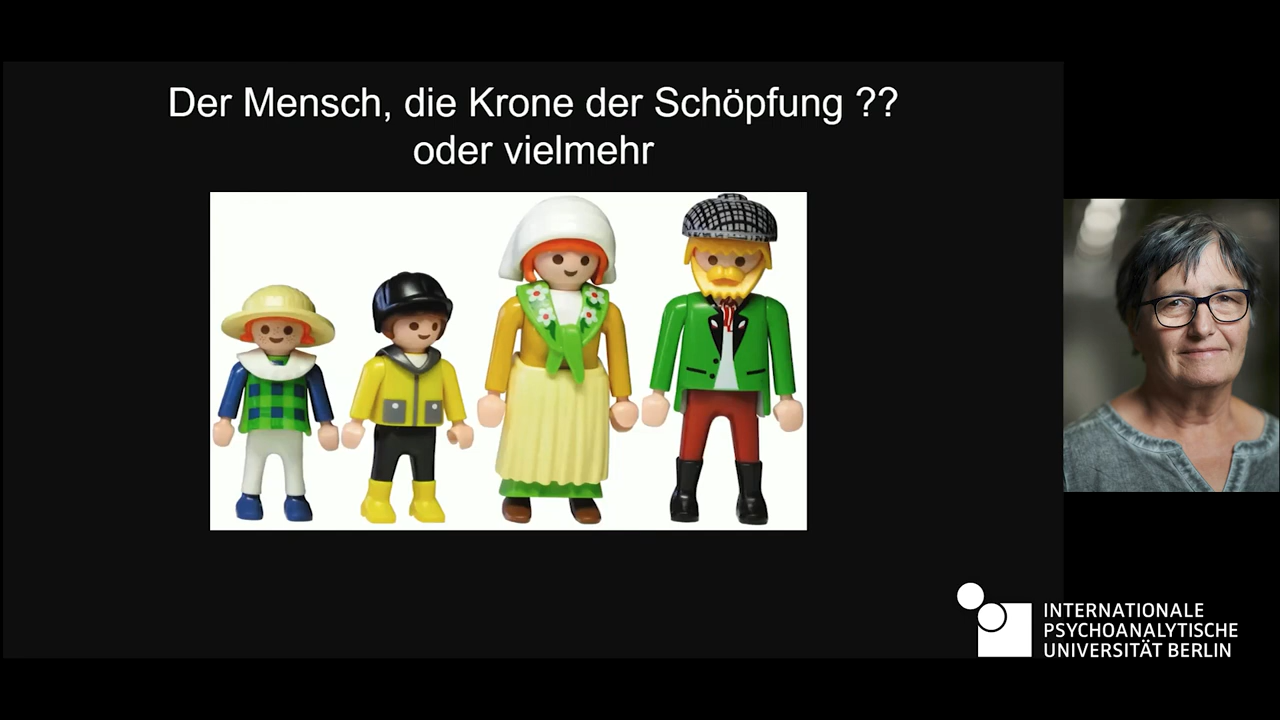 Der Mensch, die Krone der Schöpfung ??
oder vielmehr
INTERNATIONALE
PSYCHOANALYTISCHE
UNIVERSITÄT BERLIN